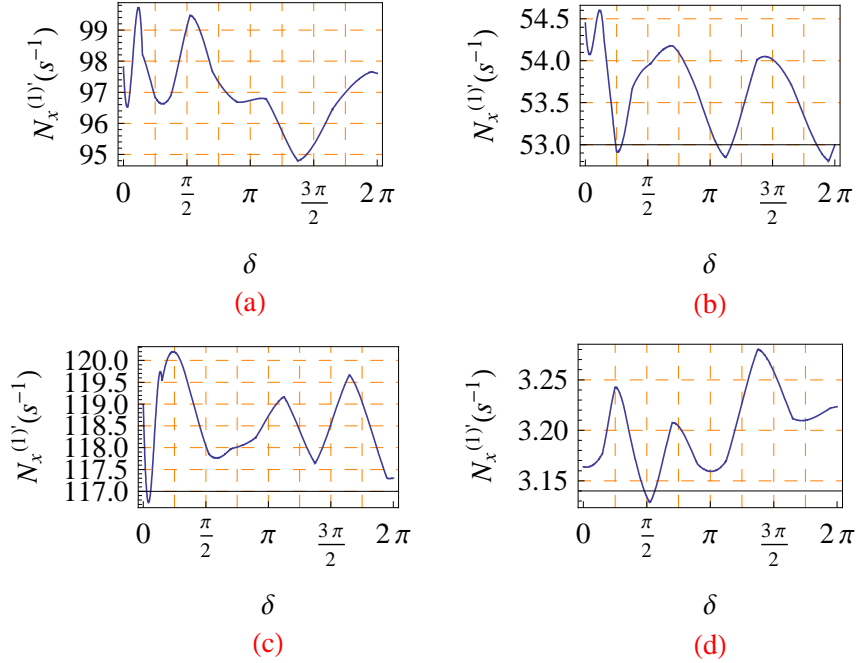 N_x^(1)'(s^-1)
99
98
97
96
95
0 π/2 π 3π/2 2π
δ
(a)
N_x^(1)'(s^-1)
54.5
54.0
53.5
53.0
0 π/2 π 3π/2 2π
δ
(b)
N_x^(1)'(s^-1)
120.0
119.5
119.0
118.5
118.0
117.5
117.0
0 π/2 π 3π/2 2π
δ
(c)
N_x^(1)'(s^-1)
3.25
3.20
3.14
0 π/2 π 3π/2 2π
δ
(d)